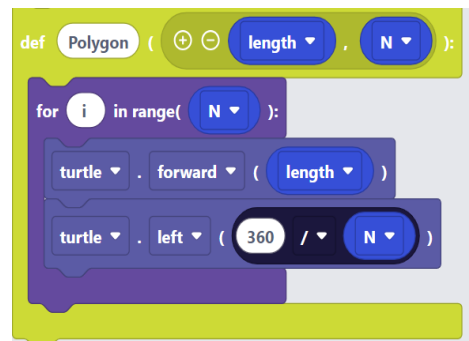 def Polygon ( + − length ▾ , N ▾ ):
for i in range( N ▾ ):
turtle ▾ . forward ▾ ( length ▾ )
turtle ▾ . left ▾ ( 360 / ▾ N ▾ )